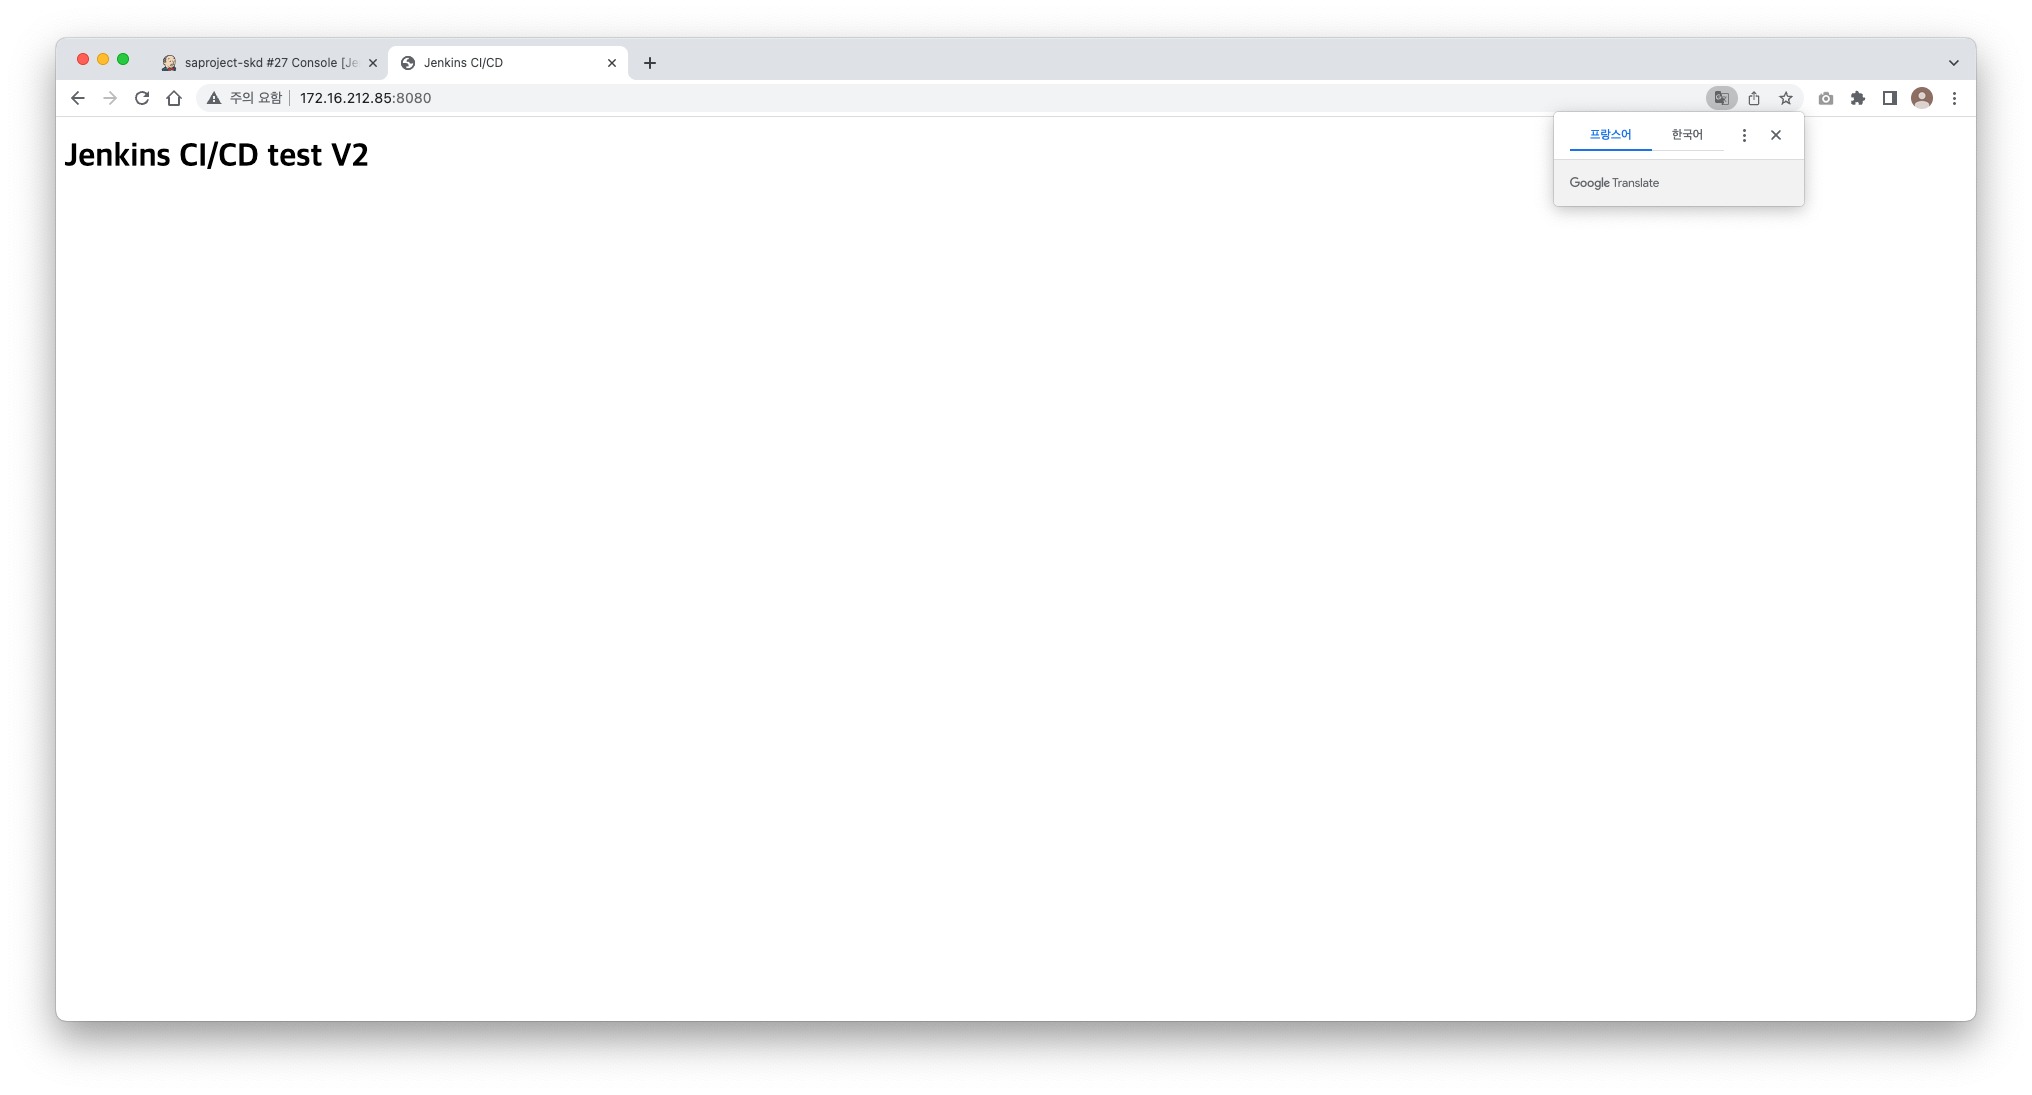 saproject-skd #27 Console [Je
Jenkins CI/CD
주의 요함
172.16.212.85:8080
프랑스어 한국어
Google Translate
Jenkins CI/CD test V2